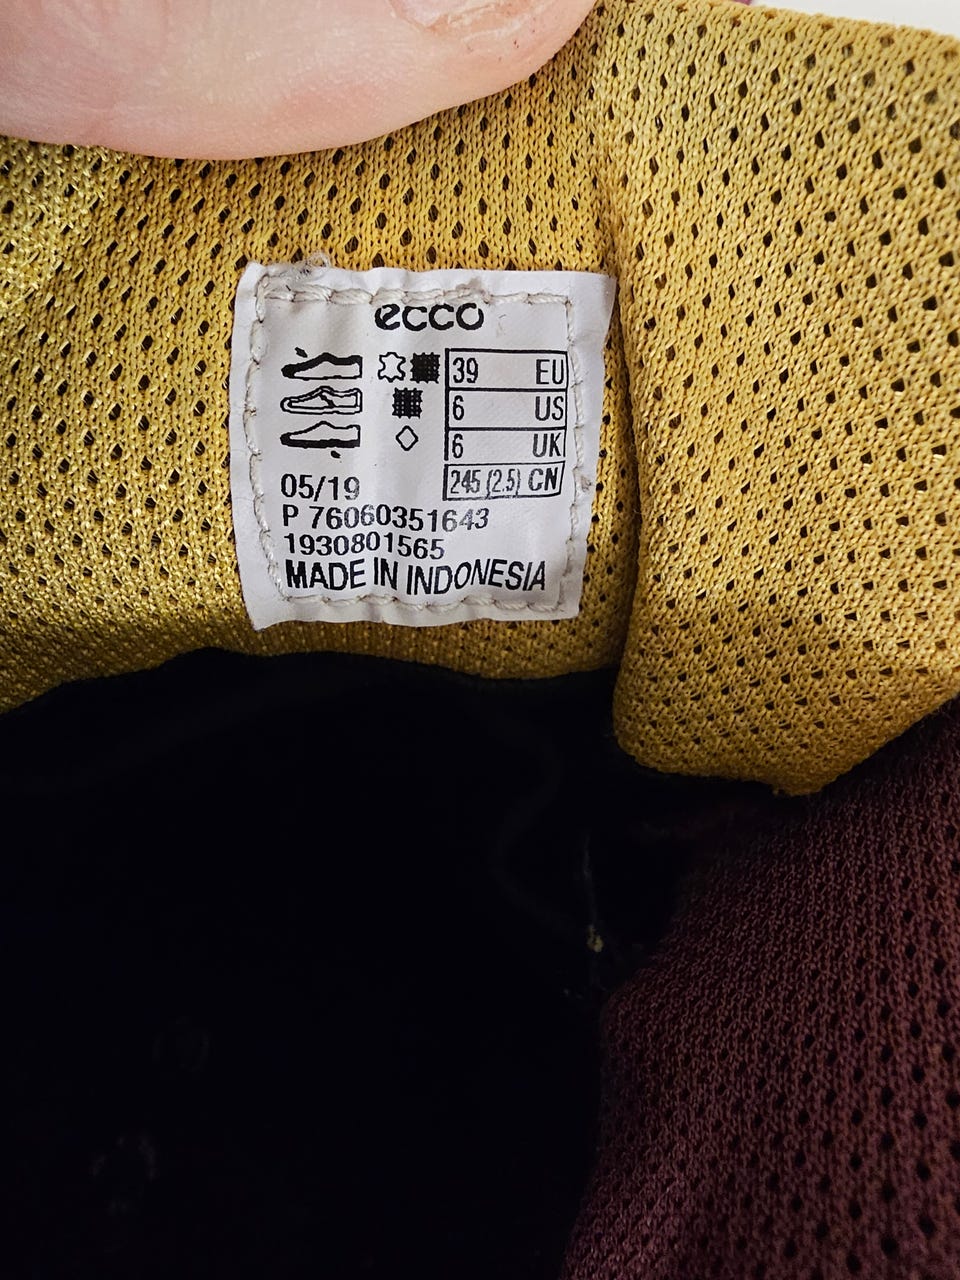 ecco
39 EU
6 US
6 UK
245 (2.5) CN
05/19
P 76060351643
1930801565
MADE IN INDONESIA